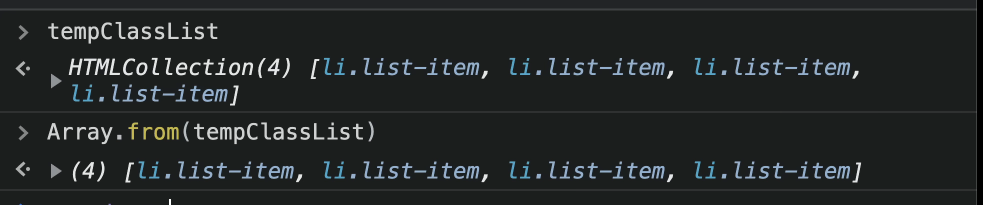 > tempClassList
<· ▶ HTMLCollection(4) [li.list-item, li.list-item, li.list-item,
li.list-item]
> Array.from(tempClassList)
<· ▶ (4) [li.list-item, li.list-item, li.list-item, li.list-item]